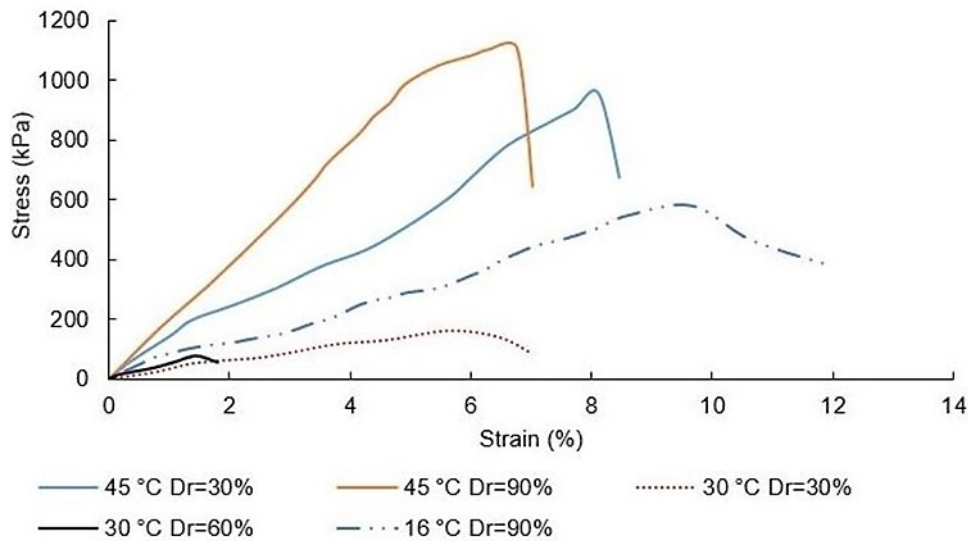 1200
1000
800
600
400
200
0
Stress (kPa)
0 2 4 6 8 10 12 14
Strain (%)
45 °C Dr=30% 45 °C Dr=90% 30 °C Dr=30%
30 °C Dr=60% 16 °C Dr=90%